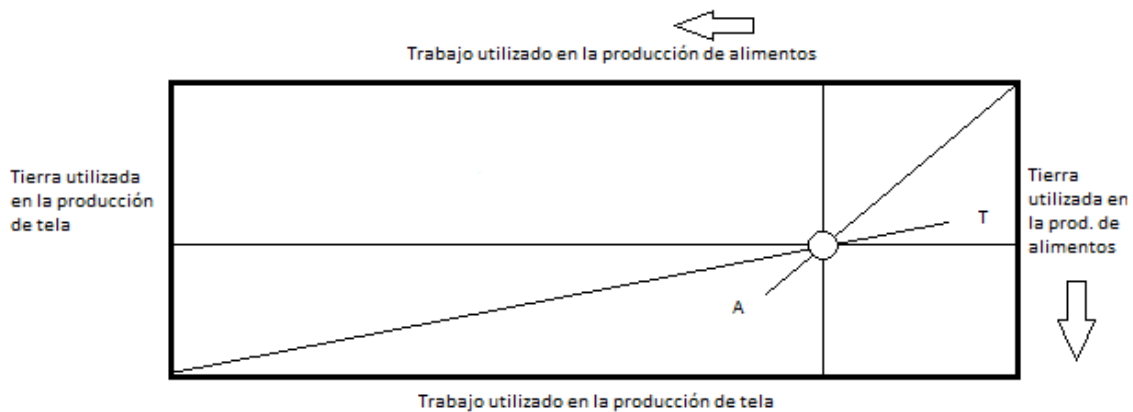 Trabajo utilizado en la producción de alimentos
Tierra utilizada
en la producción
de tela
Tierra
utilizada en
la prod. de
alimentos
T
A
Trabajo utilizado en la producción de tela